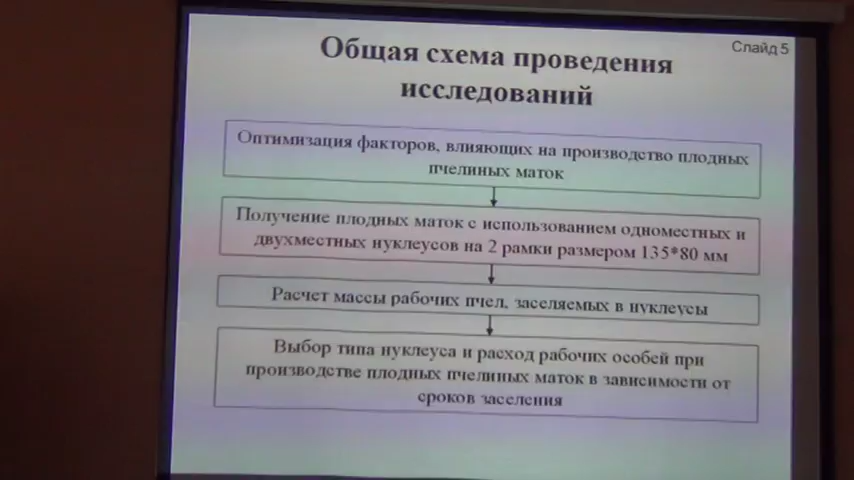 Слайд 5
Общая схема проведения
исследований
Оптимизация факторов, влияющих на производство плодных
пчелиных маток
Получение плодных маток с использованием одноместных и
двухместных нуклеусов на 2 рамки размером 135*80 мм
Расчет массы рабочих пчел, заселяемых в нуклеусы
Выбор типа нуклеуса и расход рабочих особей при
производстве плодных пчелиных маток в зависимости от
сроков заселения